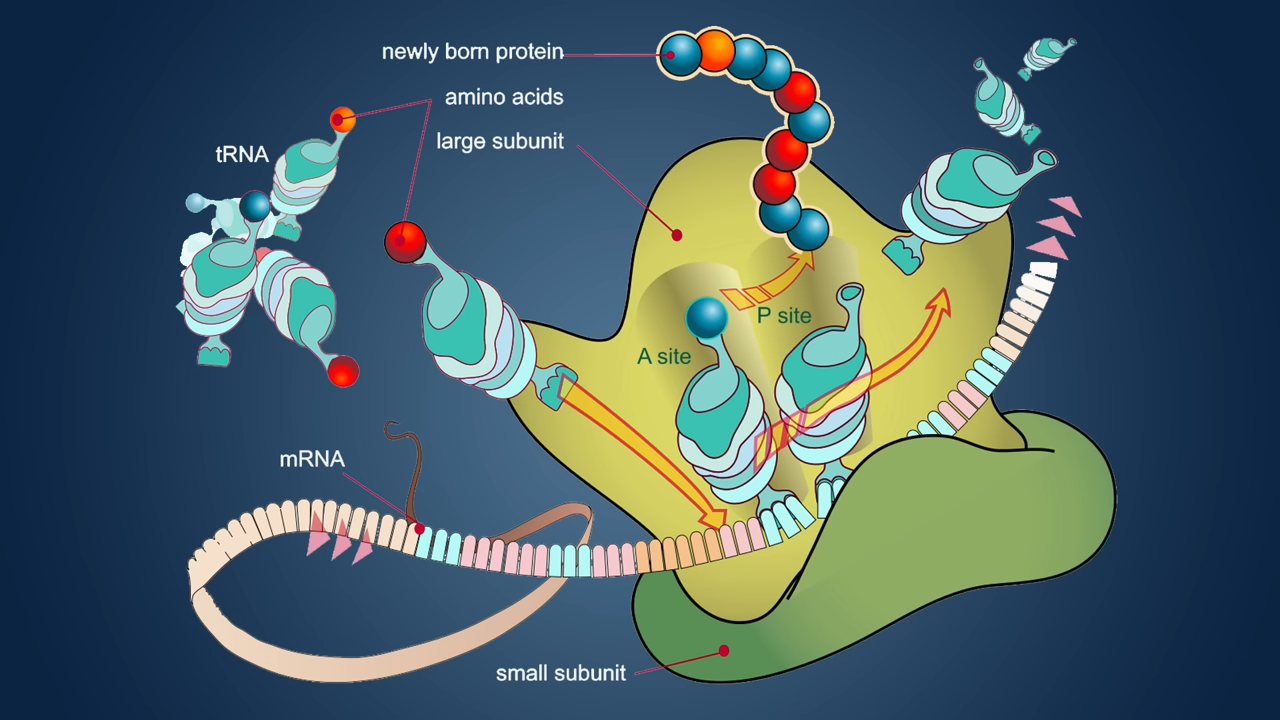 newly born protein
amino acids
large subunit
tRNA
P site
A site
mRNA
small subunit